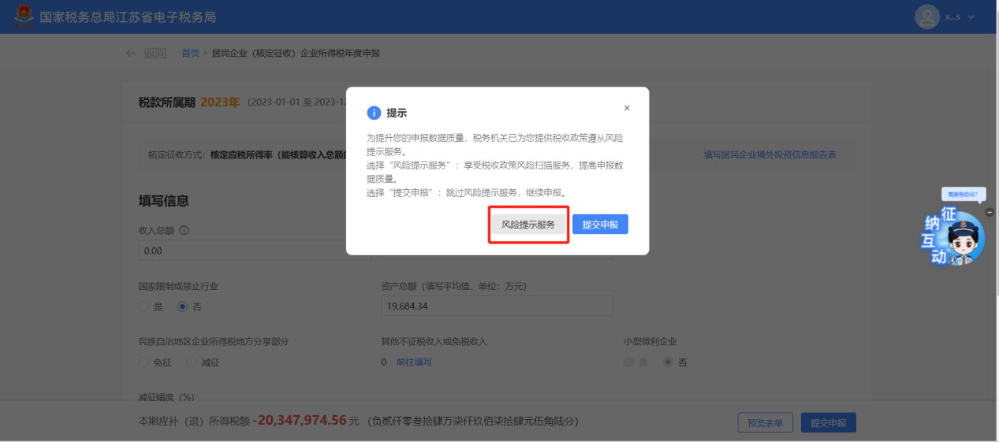 国家税务总局江苏省电子税务局
x...s
返回 首页 › 居民企业（核定征收）企业所得税年度申报
税款所属期 2023年 （2023-01-01 至 2023-12
提示
×
为提升您的申报数据质量，税务机关已为您提供税收政策遵从风险
提示服务。
选择“风险提示服务”：享受税收政策风险扫描服务，提高申报数
据质量。
选择“提交申报”：跳过风险提示服务，继续申报。
风险提示服务 提交申报
核定征收方式：核定应税所得率（能核算收入总额
填写居民企业境外投资信息报告表
填写信息
收入总额
0.00
国家限制或禁止行业 资产总额（填写平均值，单位：万元）
是 否 19,684.34
民族自治地区企业所得税地方分享部分 其他不征税收入或免税收入 小型微利企业
免征 减征 0 前往填写 是 否
减征幅度（%）
本期应补（退）所得税额 -20,347,974.56 元 （负贰仟零叁拾肆万柒仟玖佰柒拾肆元伍角陆分）
预览表单 提交申报
需要帮助吗?
征纳互动